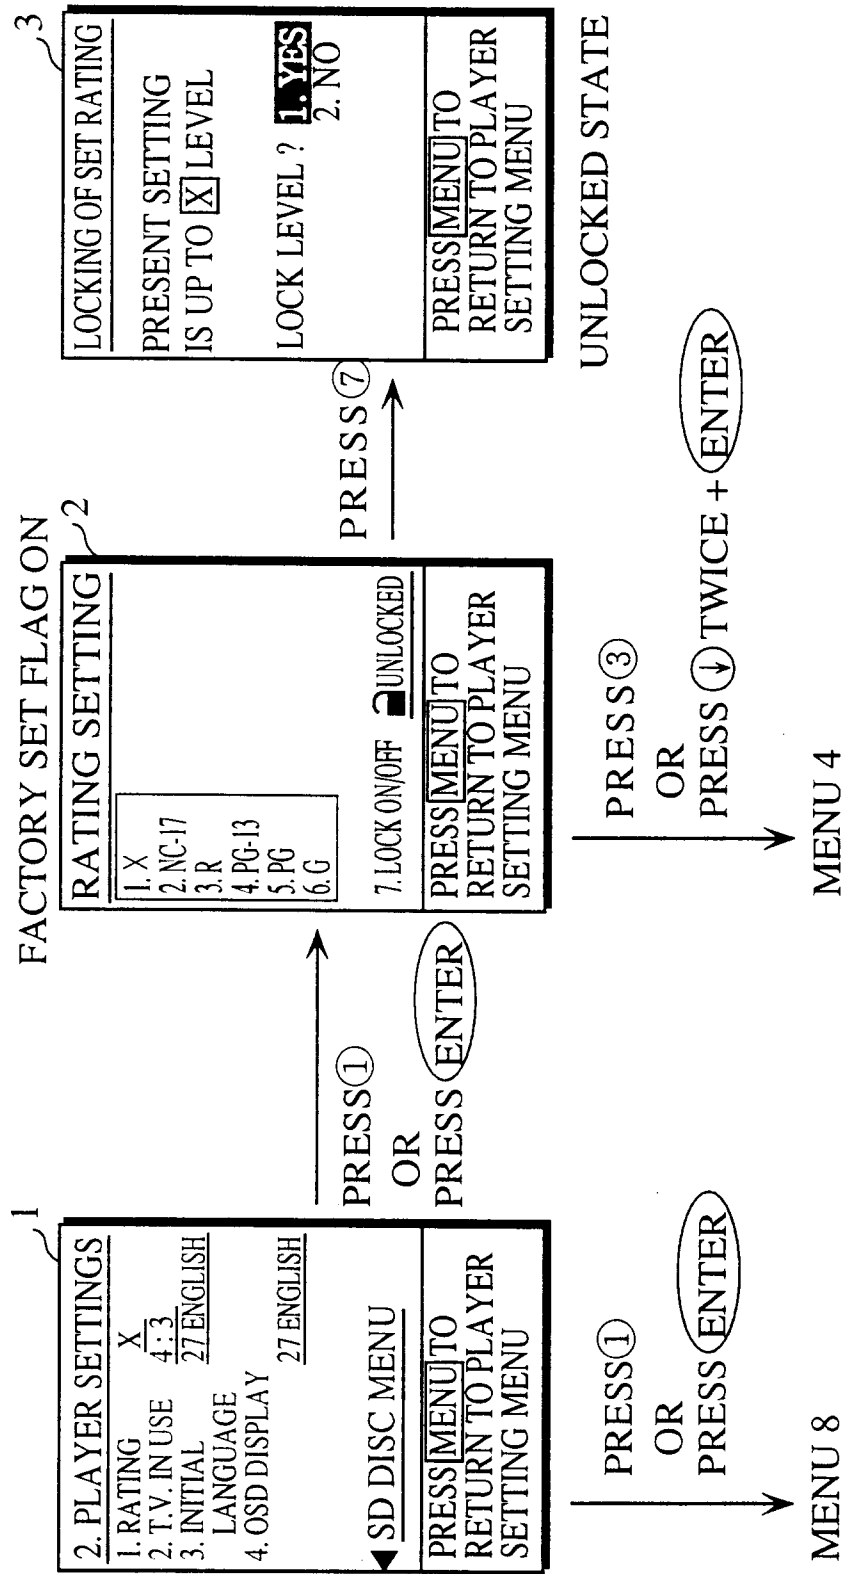 FACTORY SET FLAG ON
1
2. PLAYER SETTINGS
1. RATING X
2. T.V. IN USE 4 : 3
3. INITIAL 27 ENGLISH
LANGUAGE
4. OSD DISPLAY
27 ENGLISH
SD DISC MENU
PRESS MENU TO
RETURN TO PLAYER
SETTING MENU
PRESS 1
OR
PRESS ENTER
2
RATING SETTING
1. X
2. NC-17
3. R
4. PG-13
5. PG
6. G
7. LOCK ON/OFF UNLOCKED
PRESS MENU TO
RETURN TO PLAYER
SETTING MENU
PRESS 7
3
LOCKING OF SET RATING
PRESENT SETTING
IS UP TO X LEVEL
LOCK LEVEL ? 1. YES
2. NO
PRESS MENU TO
RETURN TO PLAYER
SETTING MENU
UNLOCKED STATE
PRESS 1
OR
PRESS ENTER
MENU 8
PRESS 3
OR
PRESS ↓ TWICE + ENTER
MENU 4